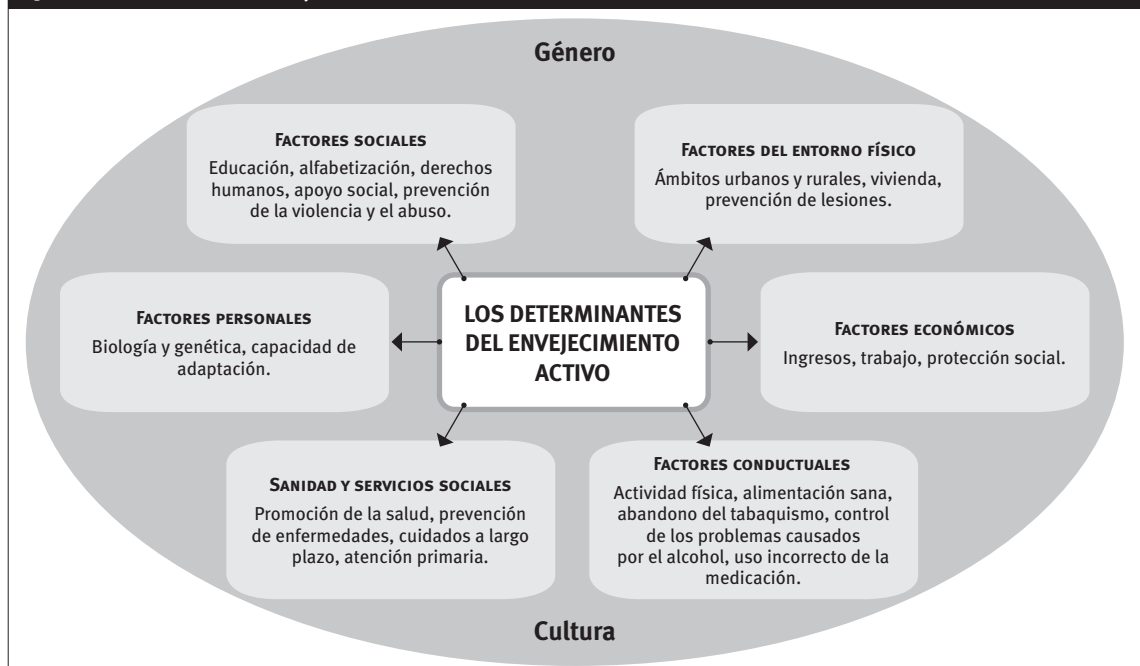 Género
FACTORES SOCIALES
Educación, alfabetización, derechos
humanos, apoyo social, prevención
de la violencia y el abuso.
FACTORES DEL ENTORNO FÍSICO
Ámbitos urbanos y rurales, vivienda,
prevención de lesiones.
FACTORES PERSONALES
Biología y genética, capacidad de
adaptación.
LOS DETERMINANTES
DEL ENVEJECIMIENTO
ACTIVO
FACTORES ECONÓMICOS
Ingresos, trabajo, protección social.
SANIDAD Y SERVICIOS SOCIALES
Promoción de la salud, prevención
de enfermedades, cuidados a largo
plazo, atención primaria.
FACTORES CONDUCTUALES
Actividad física, alimentación sana,
abandono del tabaquismo, control
de los problemas causados
por el alcohol, uso incorrecto de la
medicación.
Cultura